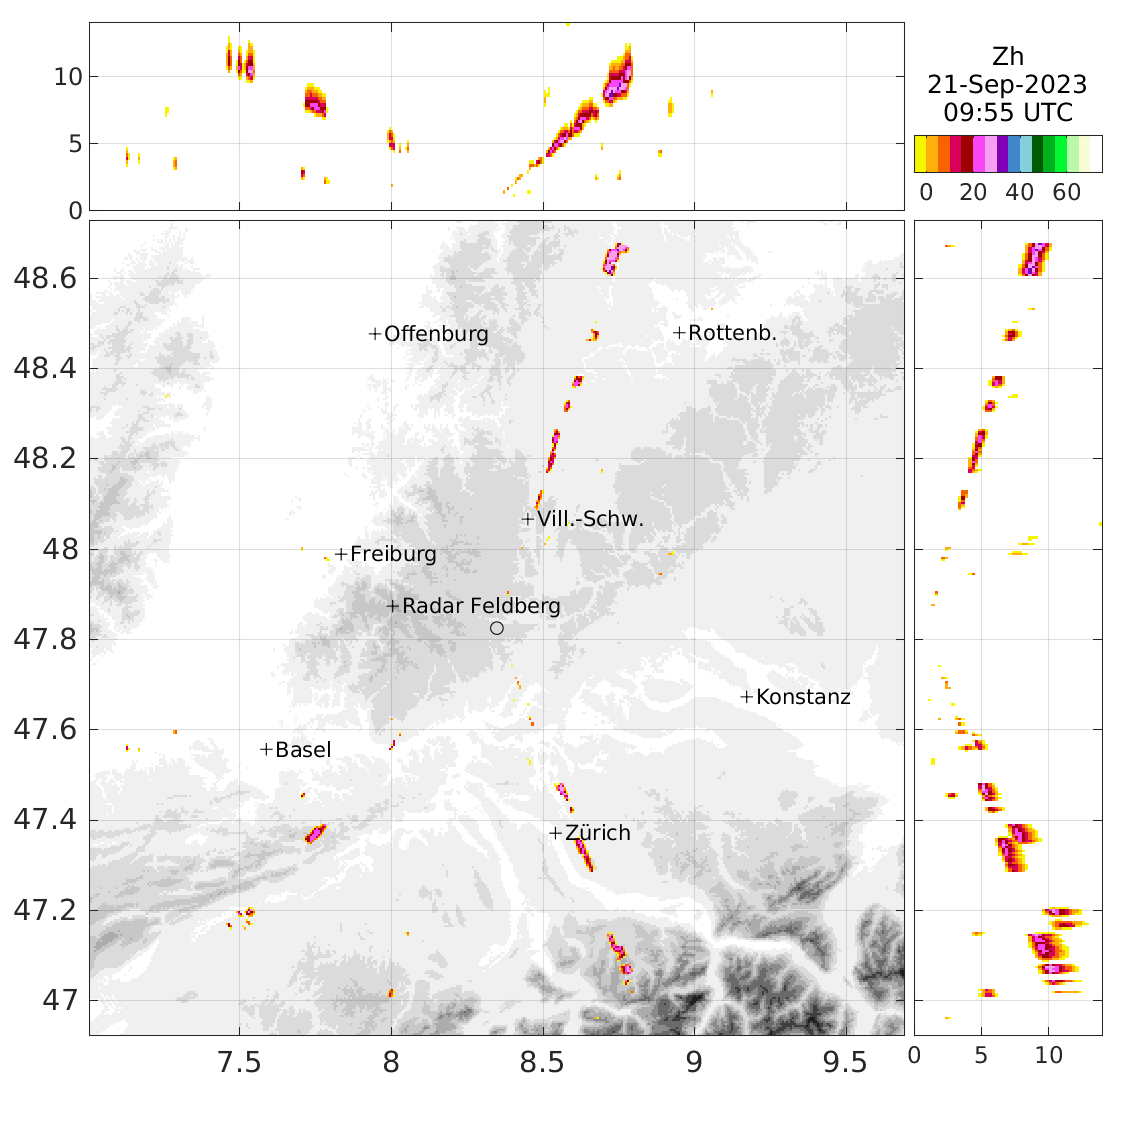 10
5
0
Zh
21-Sep-2023
09:55 UTC
0 20 40 60
48.6
48.4
48.2
48
47.8
47.6
47.4
47.2
47
Offenburg
Rottenb.
Vill.-Schw.
Freiburg
Radar Feldberg
Konstanz
Basel
Zürich
7.5 8 8.5 9 9.5
0 5 10